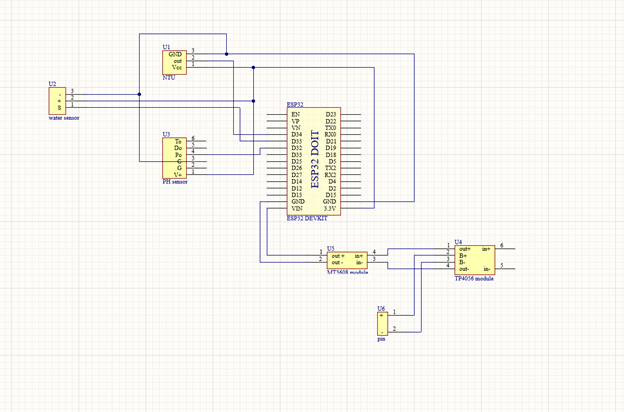 U1
GND 3
out 2
Vcc 1
NTU
U2
- 3
+ 2
S 1
water sensor
U3
To 6
Do 5
Po 4
G 3
G 2
V+ 1
PH sensor
ESP32
EN D23
VP D22
VN TX0
D34 RX0
D35 D21
D32 D19
D33 D18
D25 D5
D26 TX2
D27 RX2
D14 D4
D12 D2
D13 D15
GND GND
VIN 3.3V
ESP32 DOIT
ESP32 DEVKIT
U5
1 out + in+ 4
2 out - in- 3
MT3608 module
U4
1 out+ in+ 6
2 B+
3 B-
4 out- in- 5
TP4056 module
U6
+ 1
- 2
pin